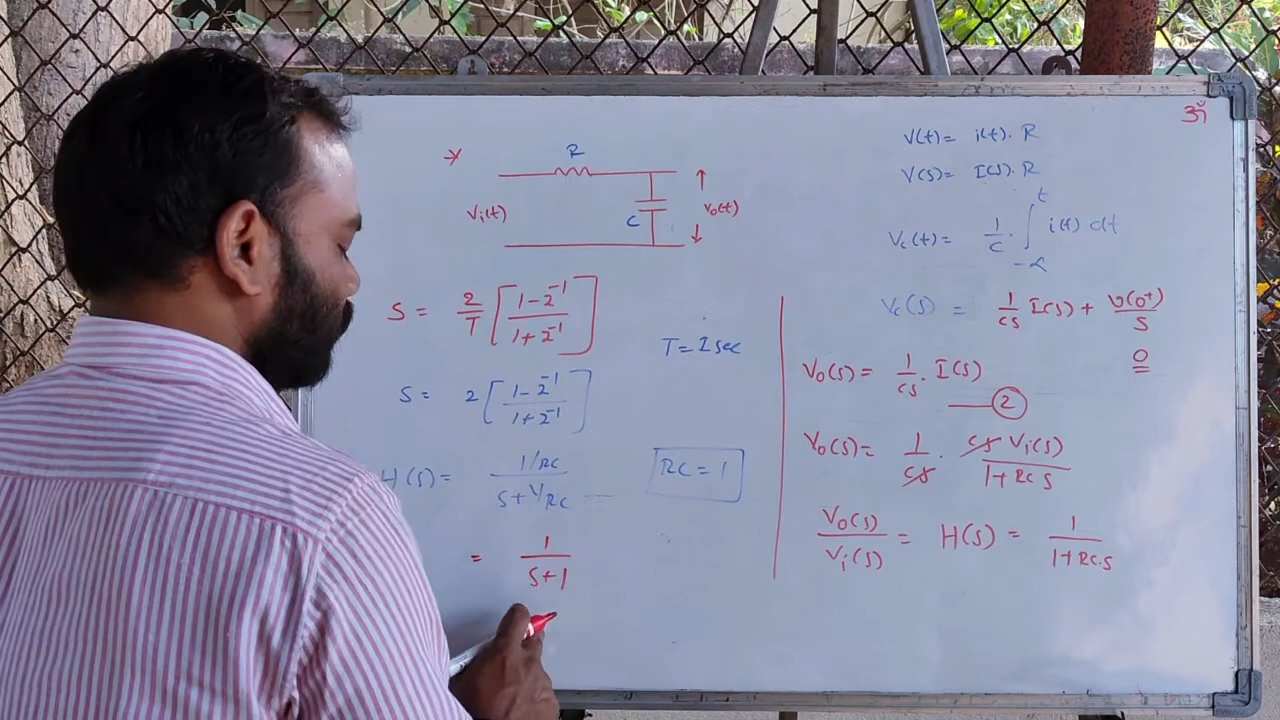 ॐ
*
R
Vi(t)
C
Vo(t)
S = 2/T [ (1-z⁻¹)/(1+z⁻¹) ]
T = 1 sec
S = 2 [ (1-z⁻¹)/(1+z⁻¹) ]
H(s) = (1/RC)/(S+1/RC)
RC = 1
= 1/(S+1)
V(t) = i(t). R
V(s) = I(s). R
Vc(t) = 1/C . ∫_{-∞}^{t} i(t) dt
Vc(s) = 1/CS I(s) + v(0⁺)/S
0
Vo(s) = 1/CS . I(s)
②
Vo(s) = 1/CS . CS Vi(s)/(1+RC S)
Vo(s)/Vi(s) = H(s) = 1/(1+RC.S)